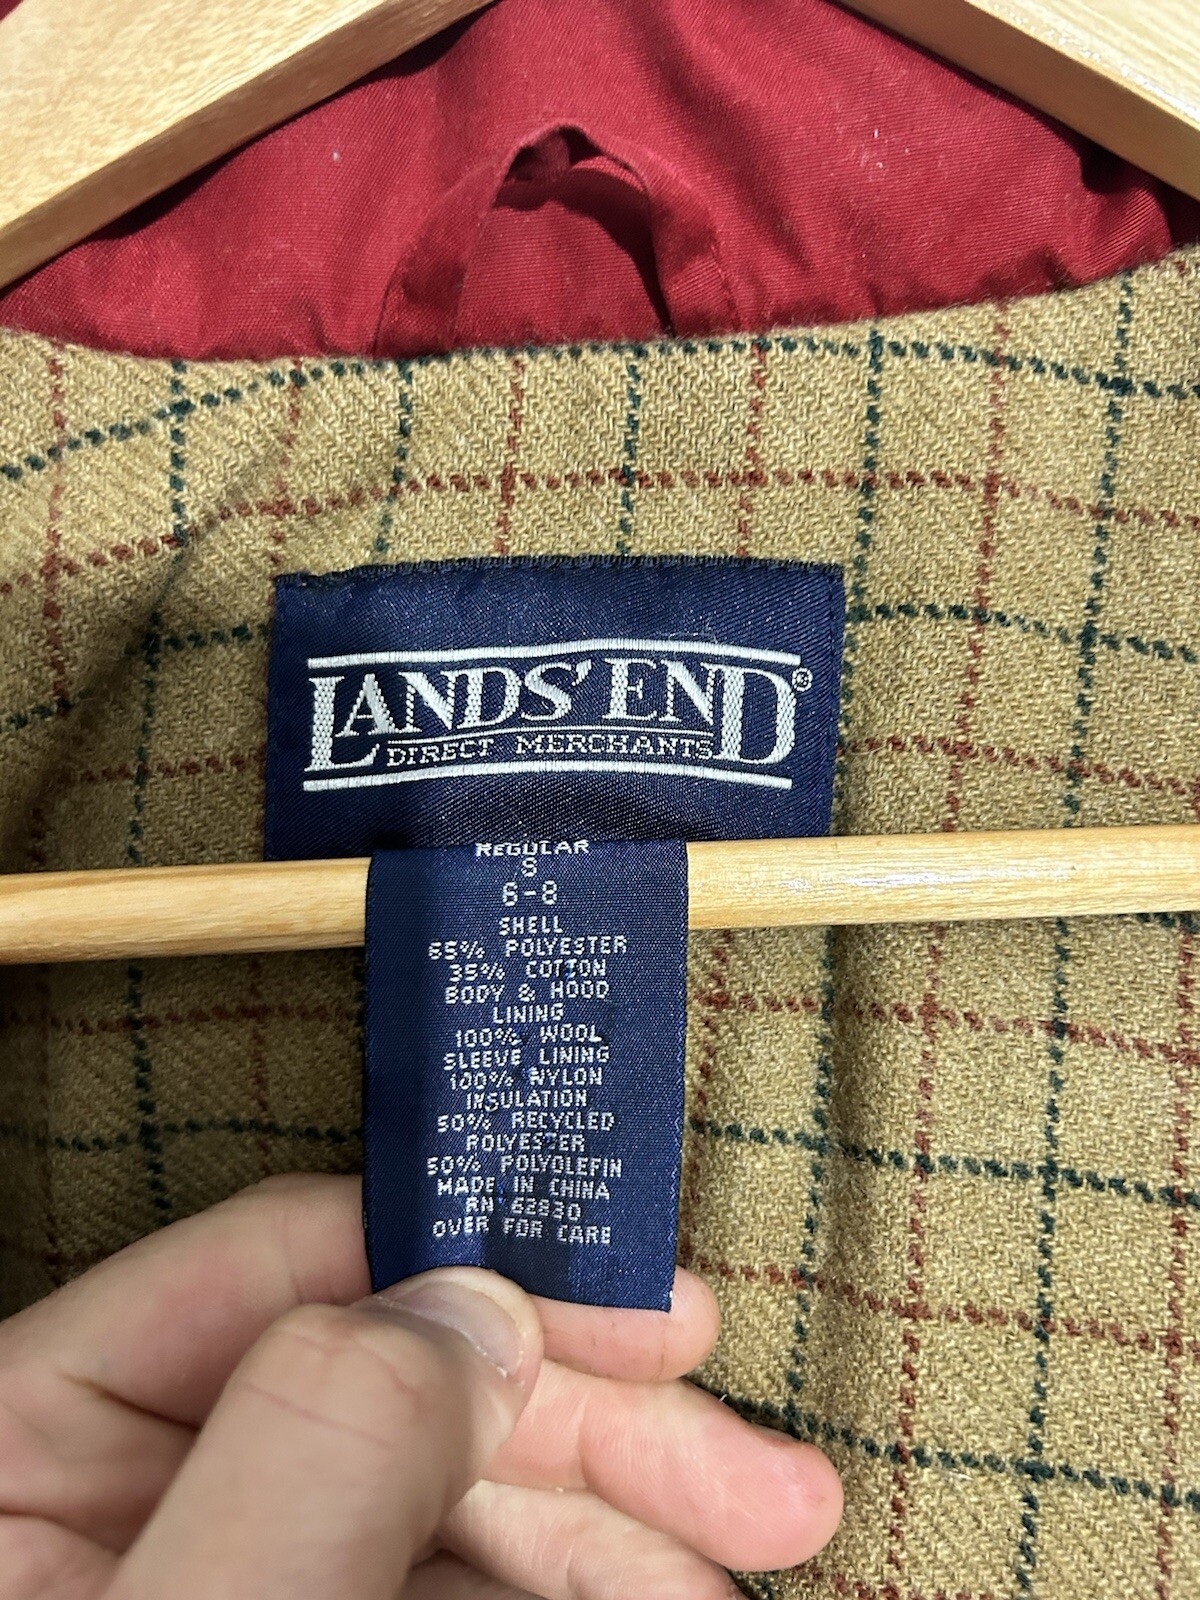 LANDS' END®
DIRECT MERCHANTS
REGULAR
S
6-8
SHELL
65% POLYESTER
35% COTTON
BODY & HOOD
LINING
100% WOOL
SLEEVE LINING
100% NYLON
INSULATION
50% RECYCLED
POLYESTER
50% POLYOLEFIN
MADE IN CHINA
RN 62830
OVER FOR CARE